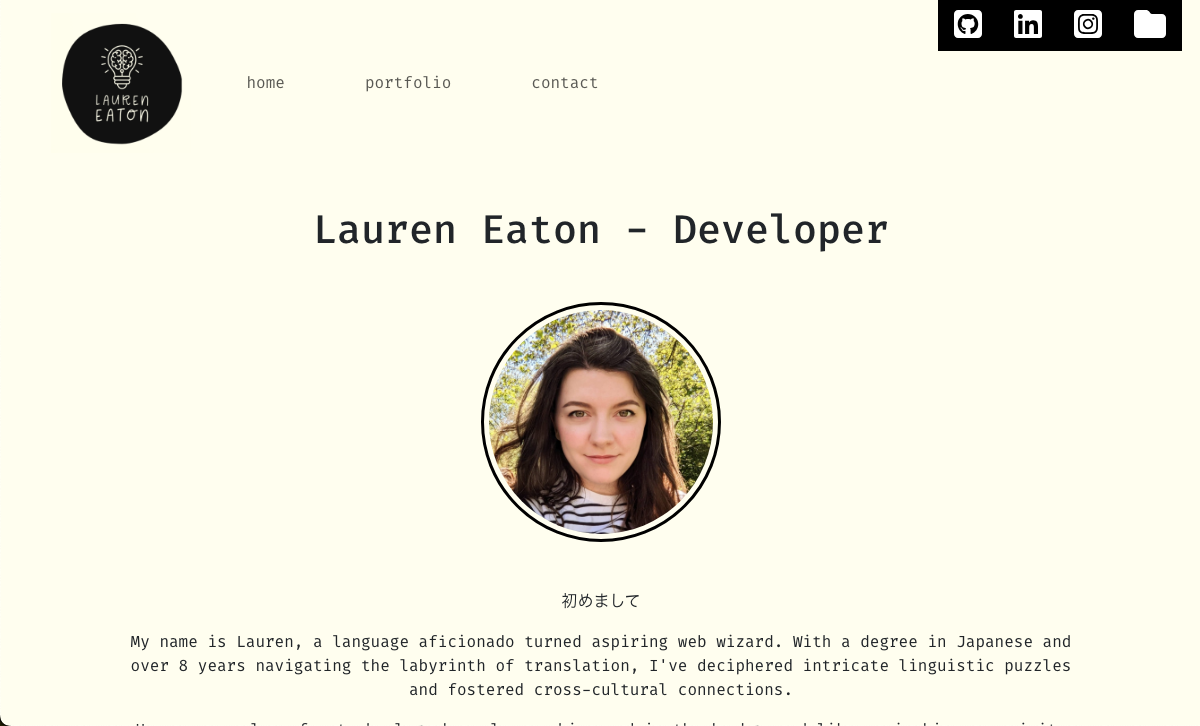 LAUREN
EATON
home
portfolio
contact
Lauren Eaton - Developer
初めまして
My name is Lauren, a language aficionado turned aspiring web wizard. With a degree in Japanese and
over 8 years navigating the labyrinth of translation, I've deciphered intricate linguistic puzzles
and fostered cross-cultural connections.